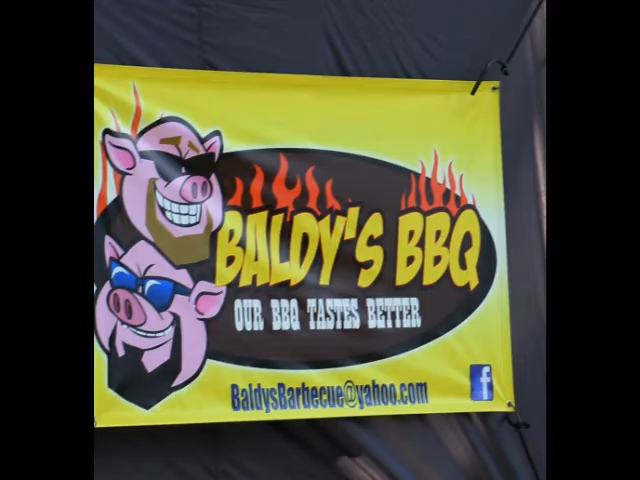 BALDY'S BBQ
OUR BBQ TASTES BETTER
BaldysBarbecue@yahoo.com
f